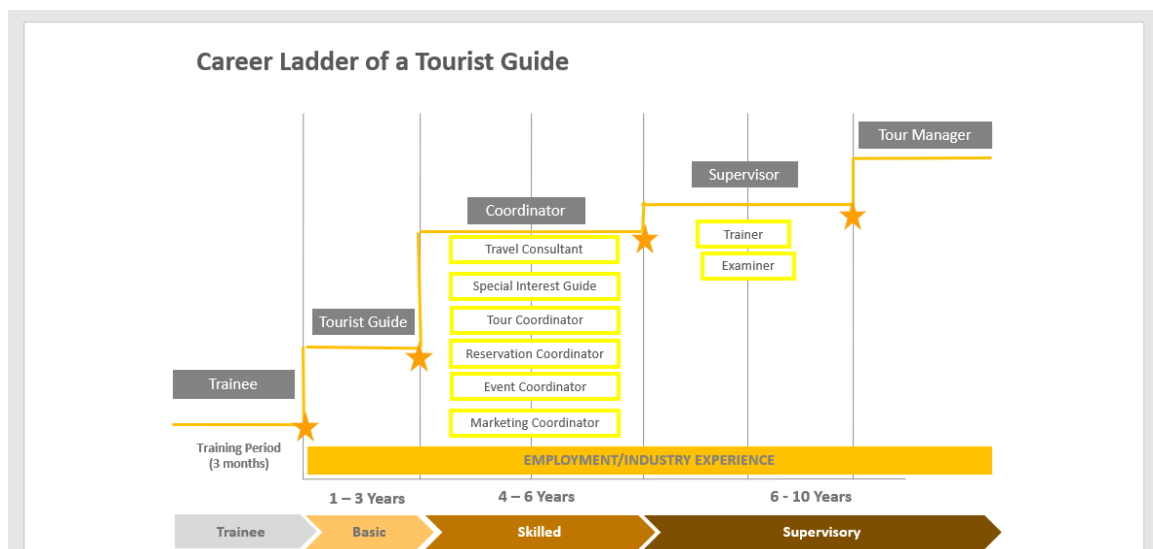 Career Ladder of a Tourist Guide
Tour Manager
Supervisor
Trainer
Examiner
Coordinator
Travel Consultant
Special Interest Guide
Tour Coordinator
Reservation Coordinator
Event Coordinator
Marketing Coordinator
Tourist Guide
Trainee
Training Period
(3 months)
EMPLOYMENT/INDUSTRY EXPERIENCE
1 – 3 Years
4 – 6 Years
6 - 10 Years
Trainee
Basic
Skilled
Supervisory